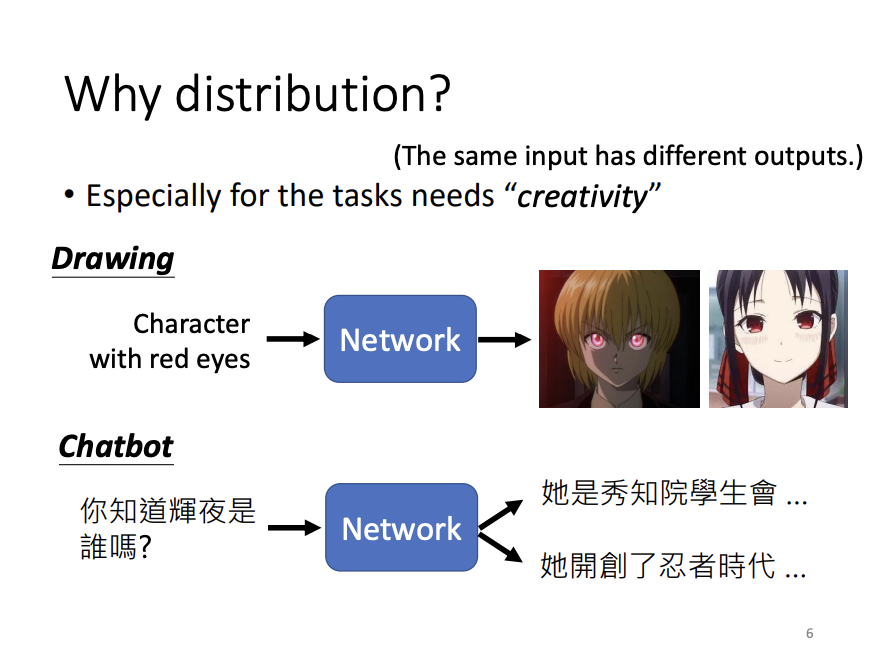 Why distribution?
(The same input has different outputs.)
• Especially for the tasks needs “creativity”
Drawing
Character
with red eyes
Network
Chatbot
你知道輝夜是
誰嗎?
Network
她是秀知院學生會 ...
她開創了忍者時代 ...
6